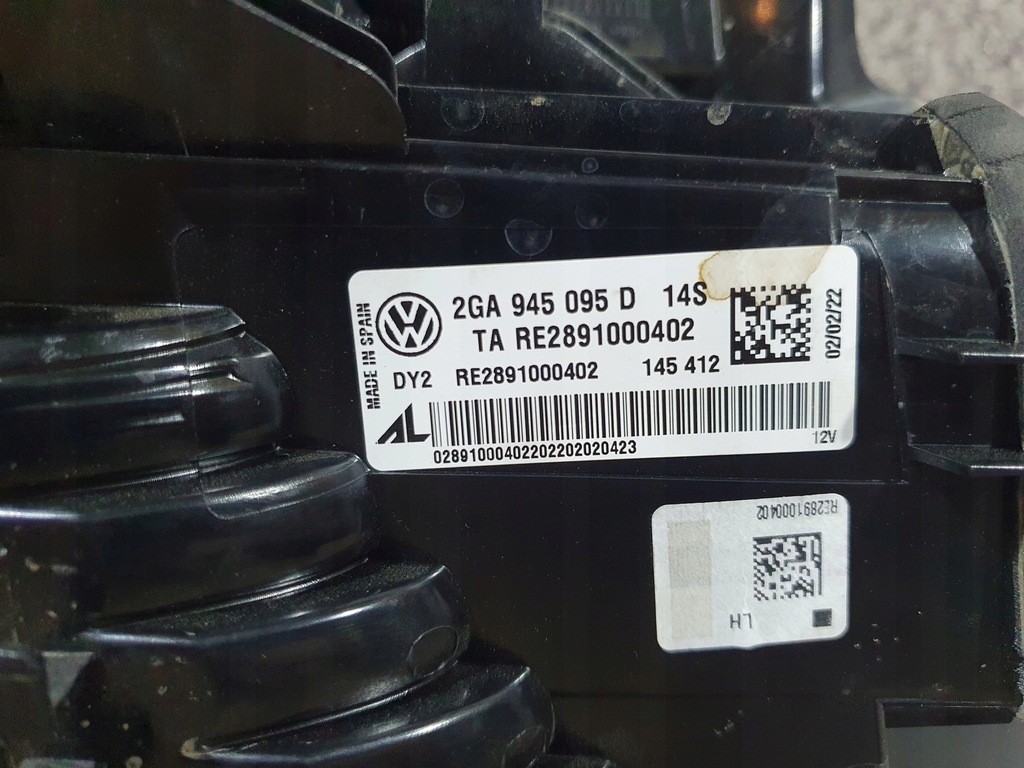 MADE IN SPAIN
2GA 945 095 D 14S
TA RE2891000402
DY2 RE2891000402 145 412
02/02/22
AL
02891000402202202020423
12V
RE2891000402
LH